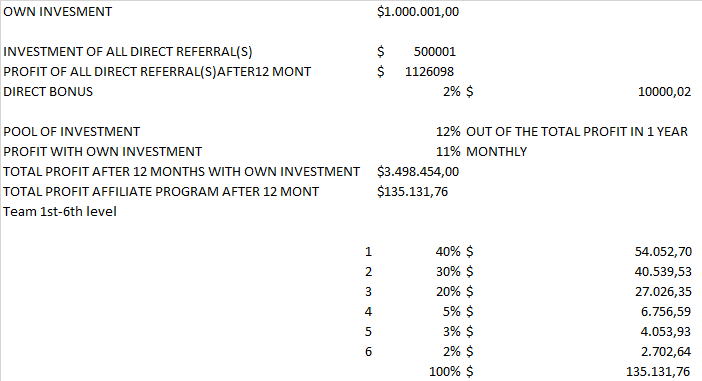 OWN INVESMENT $1.000.001,00
INVESTMENT OF ALL DIRECT REFERRAL(S) $ 500001
PROFIT OF ALL DIRECT REFERRAL(S)AFTER12 MONT $ 1126098
DIRECT BONUS 2% $ 10000,02
POOL OF INVESTMENT 12% OUT OF THE TOTAL PROFIT IN 1 YEAR
PROFIT WITH OWN INVESTMENT 11% MONTHLY
TOTAL PROFIT AFTER 12 MONTHS WITH OWN INVESTMENT $3.498.454,00
TOTAL PROFIT AFFILIATE PROGRAM AFTER 12 MONT $135.131,76
Team 1st-6th level
1 40% $ 54.052,70
2 30% $ 40.539,53
3 20% $ 27.026,35
4 5% $ 6.756,59
5 3% $ 4.053,93
6 2% $ 2.702,64
100% $ 135.131,76